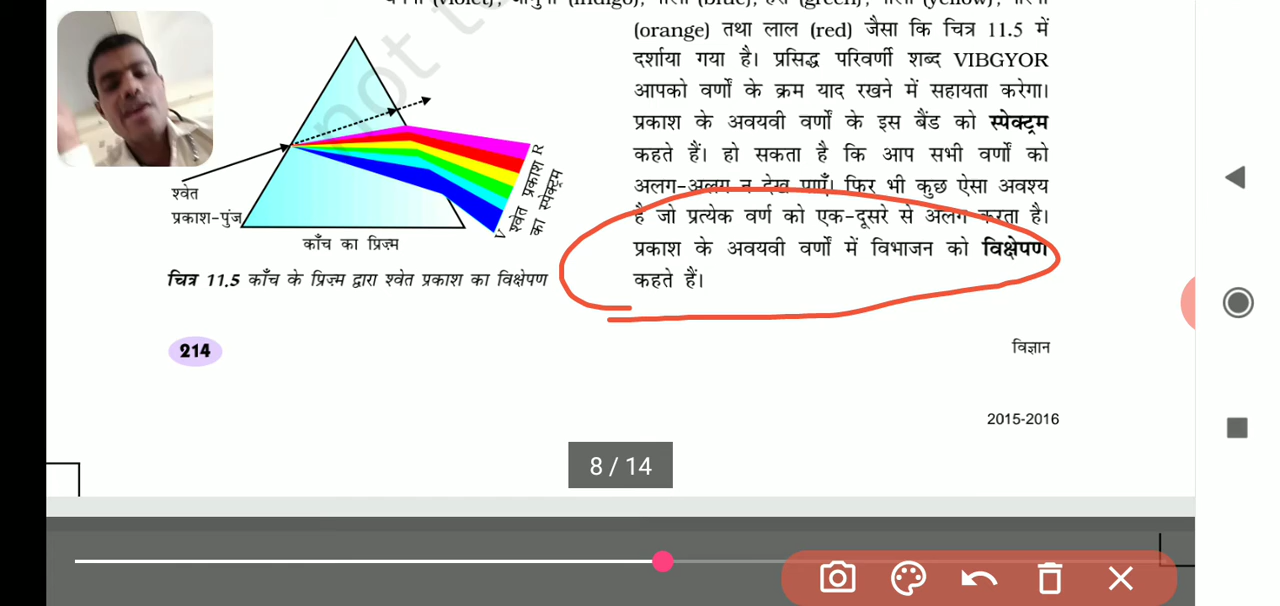 (orange) तथा लाल (red) जैसा कि चित्र 11.5 में
दर्शाया गया है। प्रसिद्ध परिवर्णी शब्द VIBGYOR
आपको वर्णों के क्रम याद रखने में सहायता करेगा।
प्रकाश के अवयवी वर्णों के इस बैंड को स्पेक्ट्रम
कहते हैं। हो सकता है कि आप सभी वर्णों को
अलग-अलग न देख पाएँ। फिर भी कुछ ऐसा अवश्य
है जो प्रत्येक वर्ण को एक-दूसरे से अलग करता है।
प्रकाश के अवयवी वर्णों में विभाजन को विक्षेपण
कहते हैं।
श्वेत
प्रकाश-पुंज
काँच का प्रिज़्म
R
श्वेत प्रकाश
का स्पेक्ट्रम
V
चित्र 11.5 काँच के प्रिज़्म द्वारा श्वेत प्रकाश का विक्षेपण
not to
214
विज्ञान
2015-2016
8 / 14